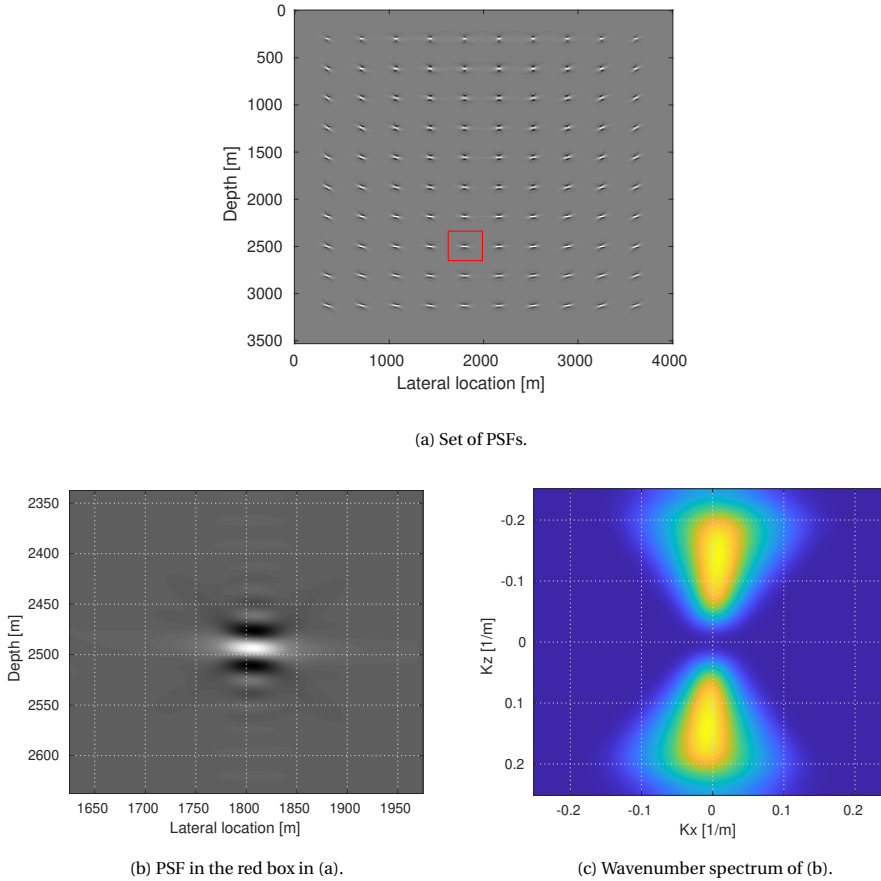 0
500
1000
1500
2000
2500
3000
3500
Depth [m]
0 1000 2000 3000 4000
Lateral location [m]
(a) Set of PSFs.
2350
2400
2450
2500
2550
2600
Depth [m]
1650 1700 1750 1800 1850 1900 1950
Lateral location [m]
(b) PSF in the red box in (a).
-0.2
-0.1
0
0.1
0.2
Kz [1/m]
-0.2 -0.1 0 0.1 0.2
Kx [1/m]
(c) Wavenumber spectrum of (b).